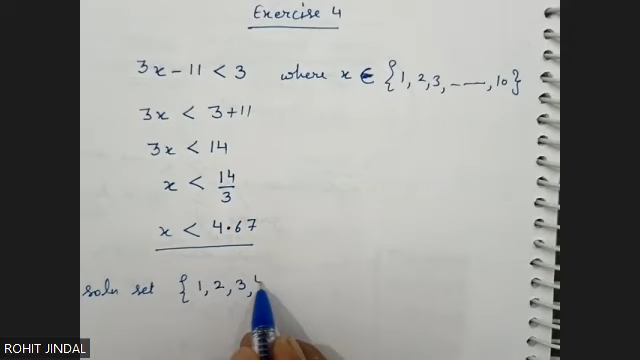 Exercise 4
3x - 11 < 3 where x ∈ {1, 2, 3, ----, 10}
3x < 3+11
3x < 14
x < 14/3
x < 4.67
soln set {1, 2, 3, 4
ROHIT JINDAL